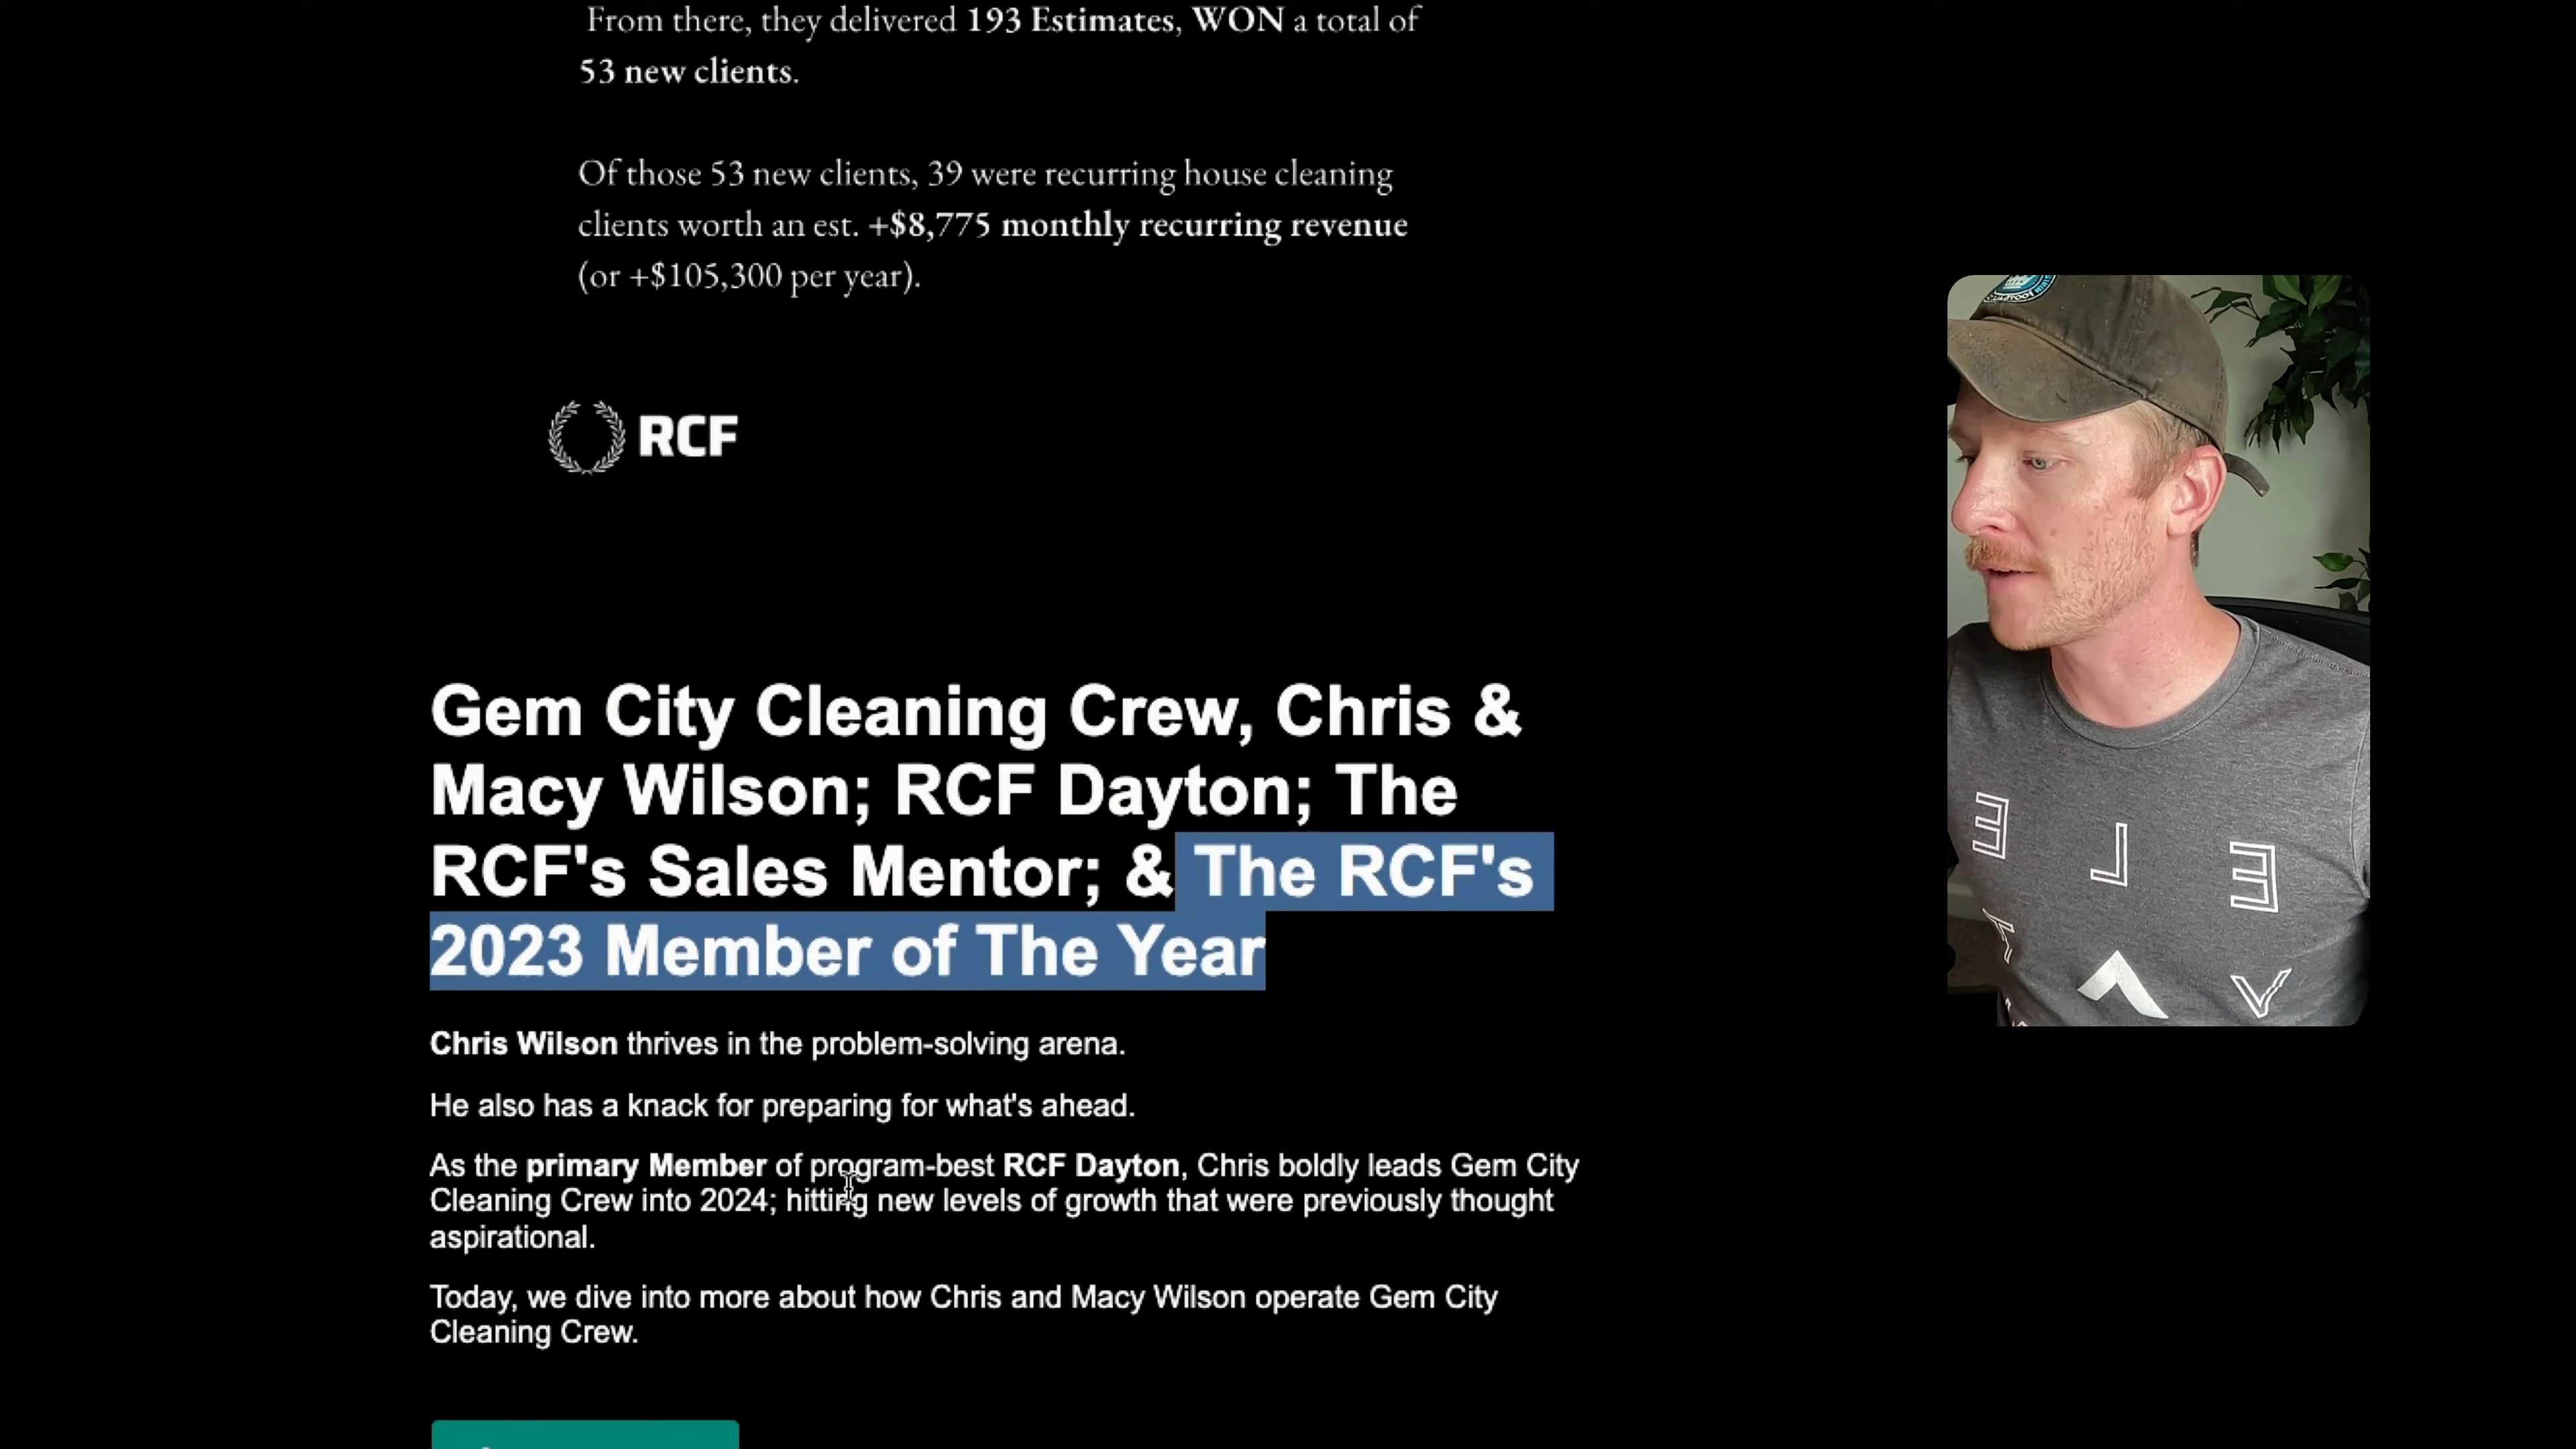 From there, they delivered 193 Estimates, WON a total of
53 new clients.
Of those 53 new clients, 39 were recurring house cleaning
clients worth an est. +$8,775 monthly recurring revenue
(or +$105,300 per year).
RCF
Gem City Cleaning Crew, Chris &
Macy Wilson; RCF Dayton; The
RCF's Sales Mentor; & The RCF's
2023 Member of The Year
Chris Wilson thrives in the problem-solving arena.
He also has a knack for preparing for what's ahead.
As the primary Member of program-best RCF Dayton, Chris boldly leads Gem City
Cleaning Crew into 2024; hitting new levels of growth that were previously thought
aspirational.
Today, we dive into more about how Chris and Macy Wilson operate Gem City
Cleaning Crew.